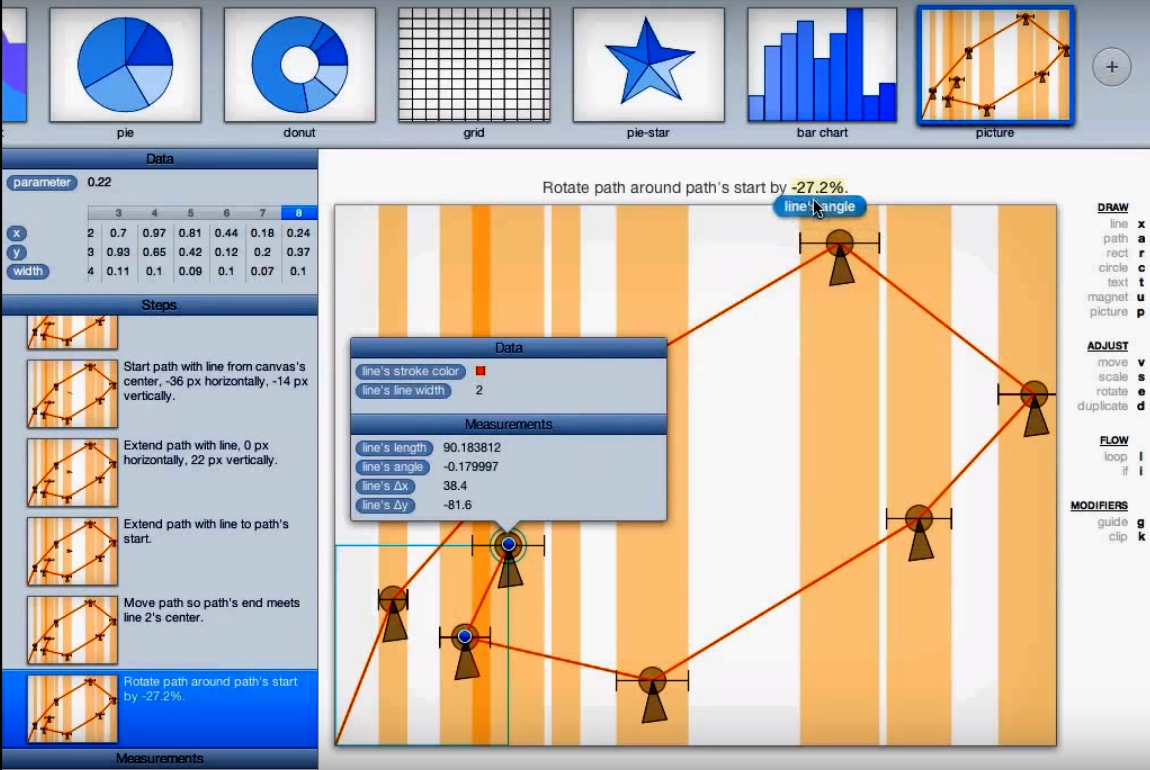 pie
donut
grid
pie-star
bar chart
picture
+
Data
parameter 0.22
3 4 5 6 7 8
x 2 0.7 0.97 0.81 0.44 0.18 0.24
y 3 0.93 0.65 0.42 0.12 0.2 0.37
width 4 0.11 0.1 0.09 0.1 0.07 0.1
Steps
Start path with line from canvas's
center, -36 px horizontally, -14 px
vertically.
Extend path with line, 0 px
horizontally, 22 px vertically.
Extend path with line to path's
start.
Move path so path's end meets
line 2's center.
Rotate path around path's start
by -27.2%.
Measurements
Rotate path around path's start by -27.2%.
line's angle
Data
line's stroke color
line's line width 2
Measurements
line's length 90.183812
line's angle -0.179997
line's Δx 38.4
line's Δy -81.6
DRAW
line x
path a
rect r
circle c
text t
magnet u
picture p
ADJUST
move v
scale s
rotate e
duplicate d
FLOW
loop l
if i
MODIFIERS
guide g
clip k